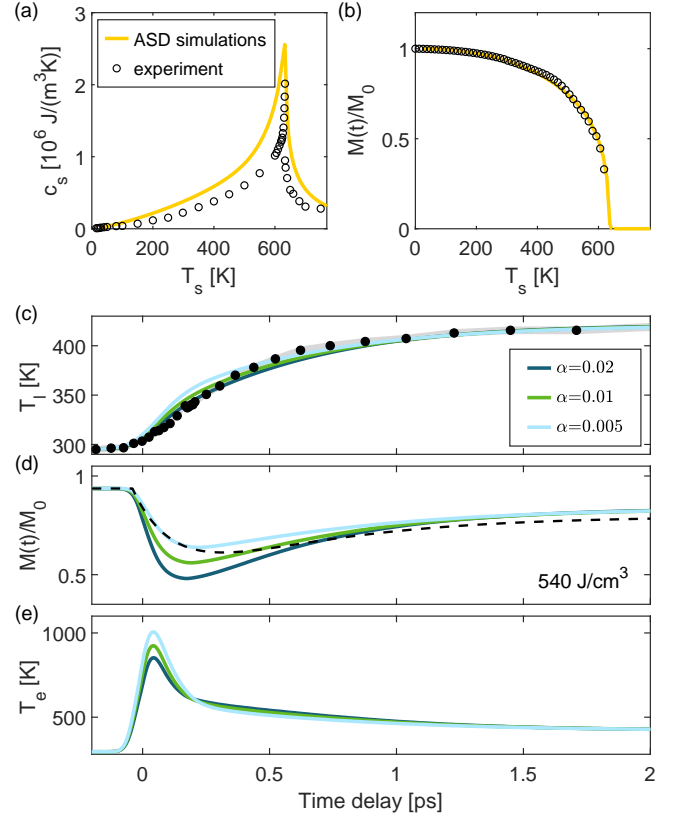 (a)
3
2
1
0
c_s [10^6 J/(m^3K)]
ASD simulations
experiment
0 200 400 600
T_s [K]
(b)
1
0.5
0
M(t)/M_0
0 200 400 600
T_s [K]
(c)
400
350
300
T_l [K]
α=0.02
α=0.01
α=0.005
(d)
1
0.5
M(t)/M_0
540 J/cm^3
(e)
1000
500
T_e [K]
0 0.5 1 1.5 2
Time delay [ps]